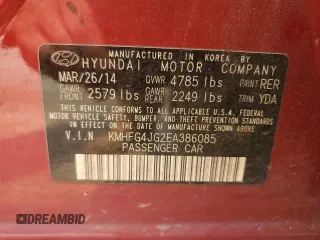 MANUFACTURED IN KOREA BY
HYUNDAI MOTOR COMPANY
MAR/26/14 GVWR 4785 lbs PAINT RER
GAWR FRONT 2579 lbs GAWR REAR 2249 lbs TRIM YDA
THIS VEHICLE CONFORMS TO ALL APPLICABLE U.S.A. FEDERAL
MOTOR VEHICLE SAFETY, BUMPER, AND THEFT PREVENTION
STANDARDS IN EFFECT ON THE DATE OF MANUFACTURE
SHOWN ABOVE.
V.I.N KMHFG4JG2EA386085
PASSENGER CAR
DREAMBID